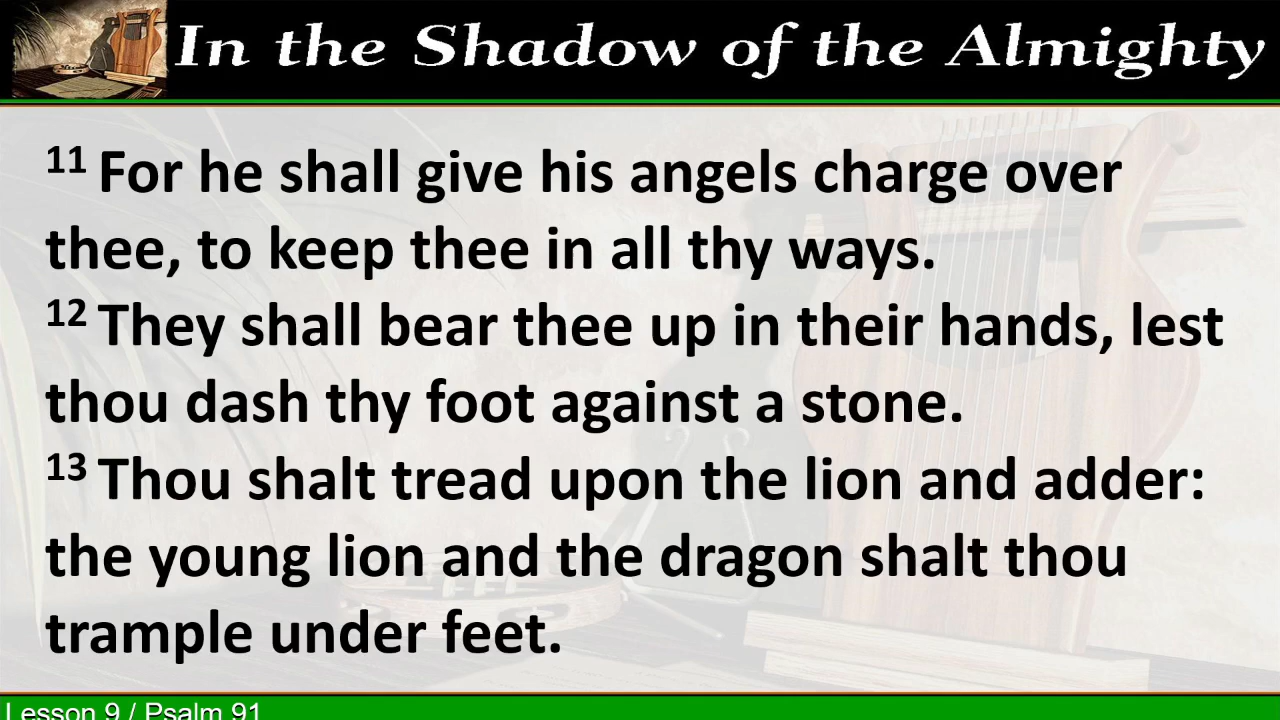 In the Shadow of the Almighty
11 For he shall give his angels charge over
thee, to keep thee in all thy ways.
12 They shall bear thee up in their hands, lest
thou dash thy foot against a stone.
13 Thou shalt tread upon the lion and adder:
the young lion and the dragon shalt thou
trample under feet.
Lesson 9 / Psalm 91